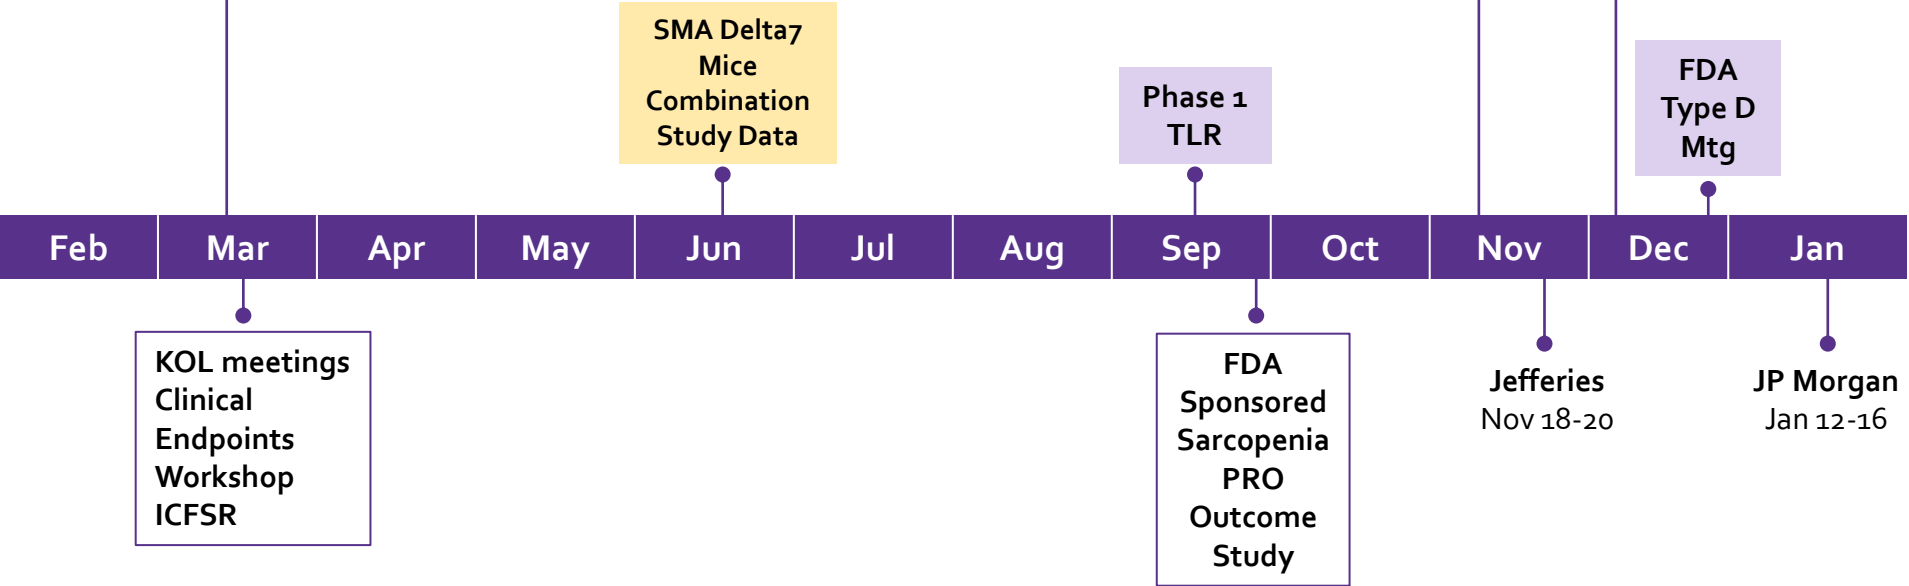 SMA Delta7
Mice
Combination
Study Data
Phase 1
TLR
FDA
Type D
Mtg
Feb
Mar
Apr
May
Jun
Jul
Aug
Sep
Oct
Nov
Dec
Jan
KOL meetings
Clinical
Endpoints
Workshop
ICFSR
FDA
Sponsored
Sarcopenia
PRO
Outcome
Study
Jefferies
Nov 18-20
JP Morgan
Jan 12-16